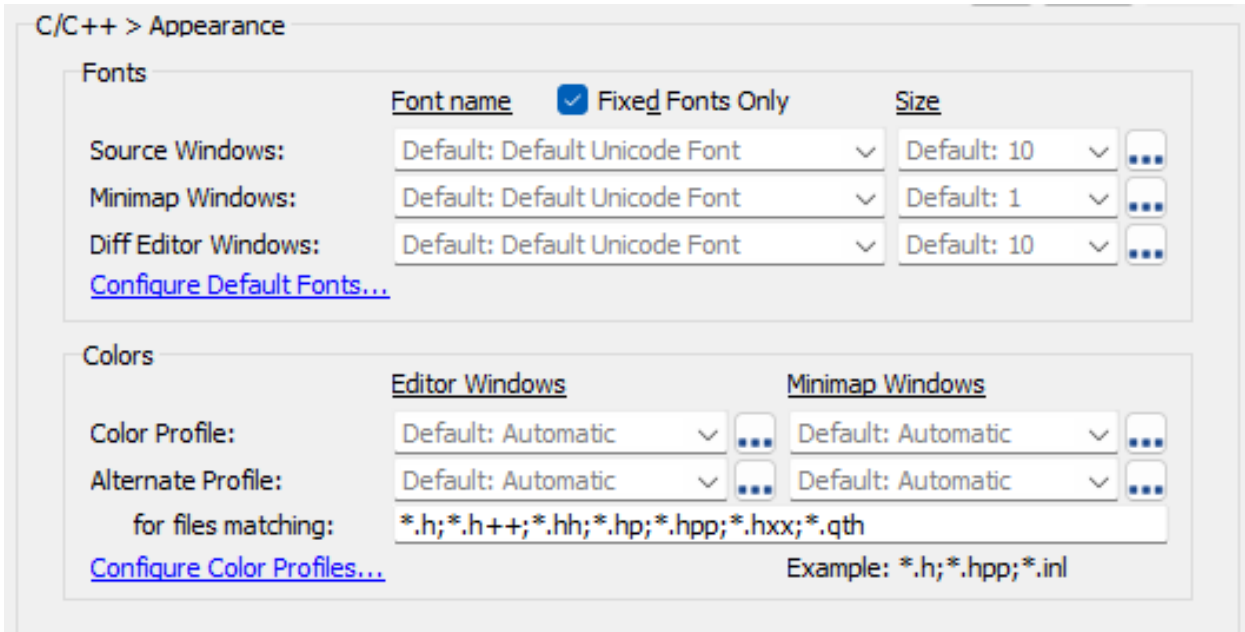 C/C++ > Appearance
Fonts
Font name Fixed Fonts Only Size
Source Windows: Default: Default Unicode Font Default: 10 ...
Minimap Windows: Default: Default Unicode Font Default: 1 ...
Diff Editor Windows: Default: Default Unicode Font Default: 10 ...
Configure Default Fonts...
Colors
Editor Windows Minimap Windows
Color Profile: Default: Automatic ... Default: Automatic ...
Alternate Profile: Default: Automatic ... Default: Automatic ...
for files matching: *.h;*.h++;*.hh;*.hp;*.hpp;*.hxx;*.qth
Configure Color Profiles... Example: *.h;*.hpp;*.inl